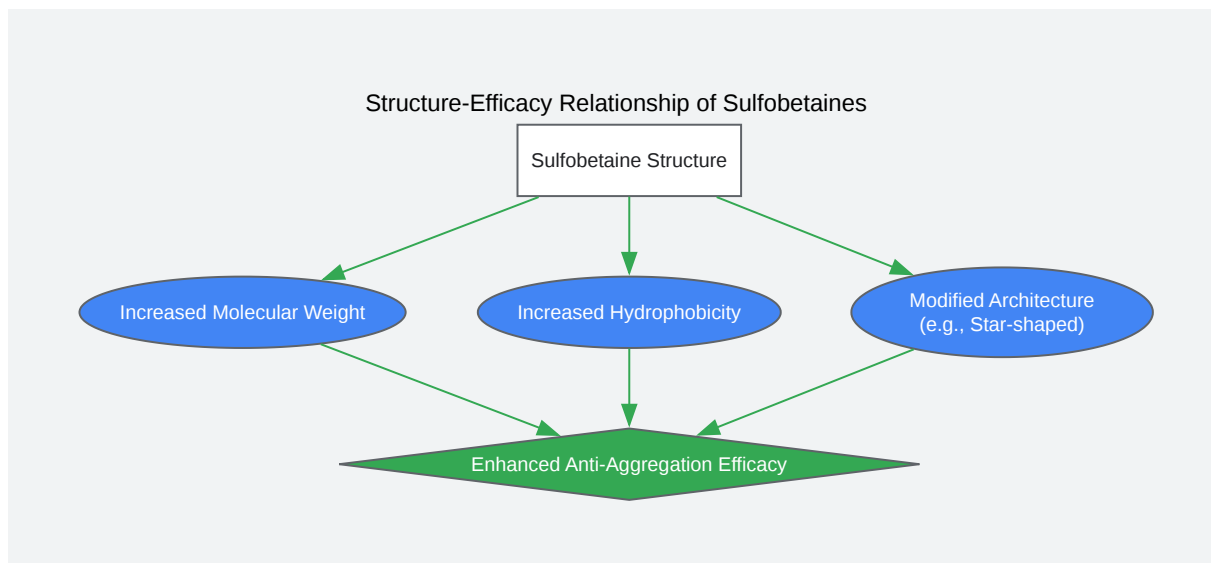 Structure-Efficacy Relationship of Sulfobetaines
Sulfobetaine Structure
Increased Molecular Weight
Increased Hydrophobicity
Modified Architecture
(e.g., Star-shaped)
Enhanced Anti-Aggregation Efficacy